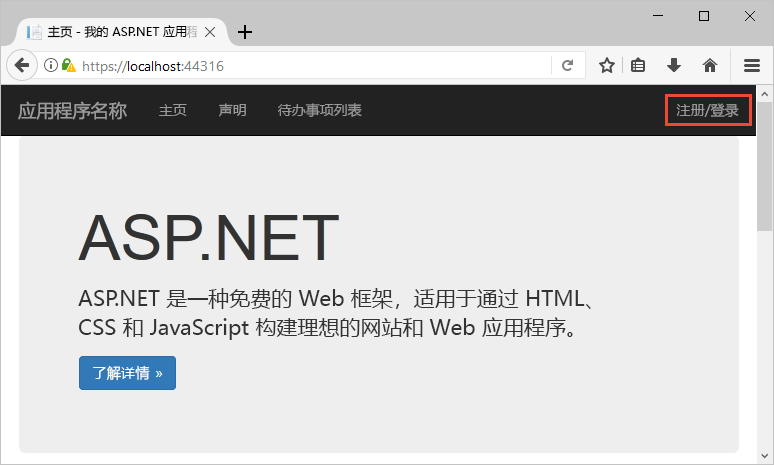 主页 - 我的 ASP.NET 应用程
https://localhost:44316
应用程序名称 主页 声明 待办事项列表 注册/登录
ASP.NET
ASP.NET 是一种免费的 Web 框架，适用于通过 HTML、
CSS 和 JavaScript 构建理想的网站和 Web 应用程序。
了解详情 »